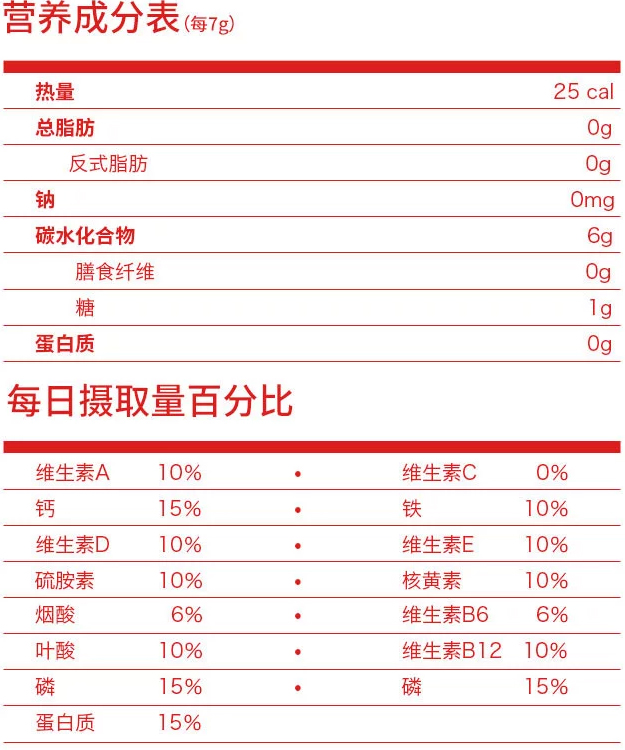 营养成分表(每7g)
热量 25 cal
总脂肪 0g
反式脂肪 0g
钠 0mg
碳水化合物 6g
膳食纤维 0g
糖 1g
蛋白质 0g
每日摄取量百分比
维生素A 10% • 维生素C 0%
钙 15% • 铁 10%
维生素D 10% • 维生素E 10%
硫胺素 10% • 核黄素 10%
烟酸 6% • 维生素B6 6%
叶酸 10% • 维生素B12 10%
磷 15% • 磷 15%
蛋白质 15%